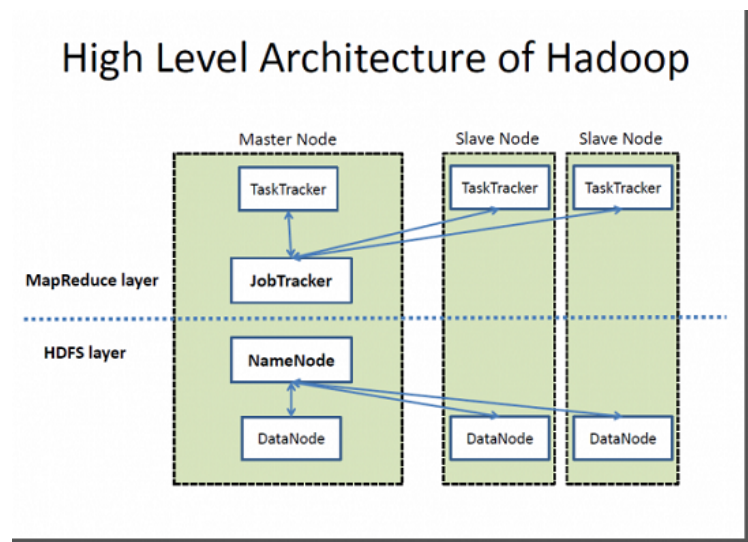 High Level Architecture of Hadoop
Master Node
Slave Node
Slave Node
TaskTracker
TaskTracker
TaskTracker
MapReduce layer
JobTracker
HDFS layer
NameNode
DataNode
DataNode
DataNode